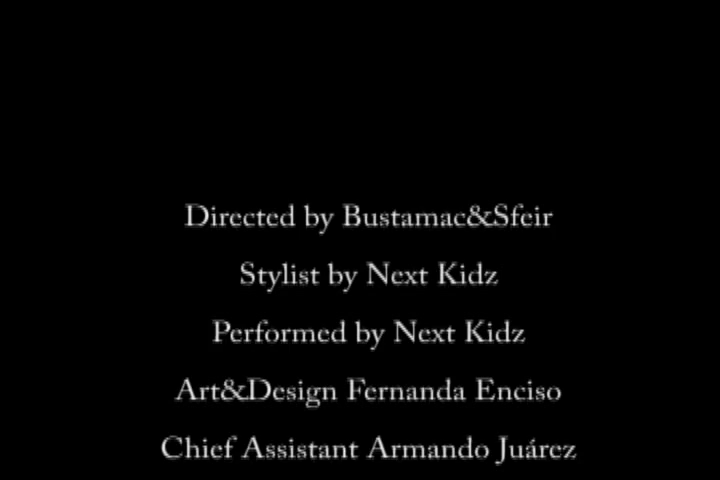 Directed by Bustamac&Sfeir
Stylist by Next Kidz
Performed by Next Kidz
Art&Design Fernanda Enciso
Chief Assistant Armando Juárez